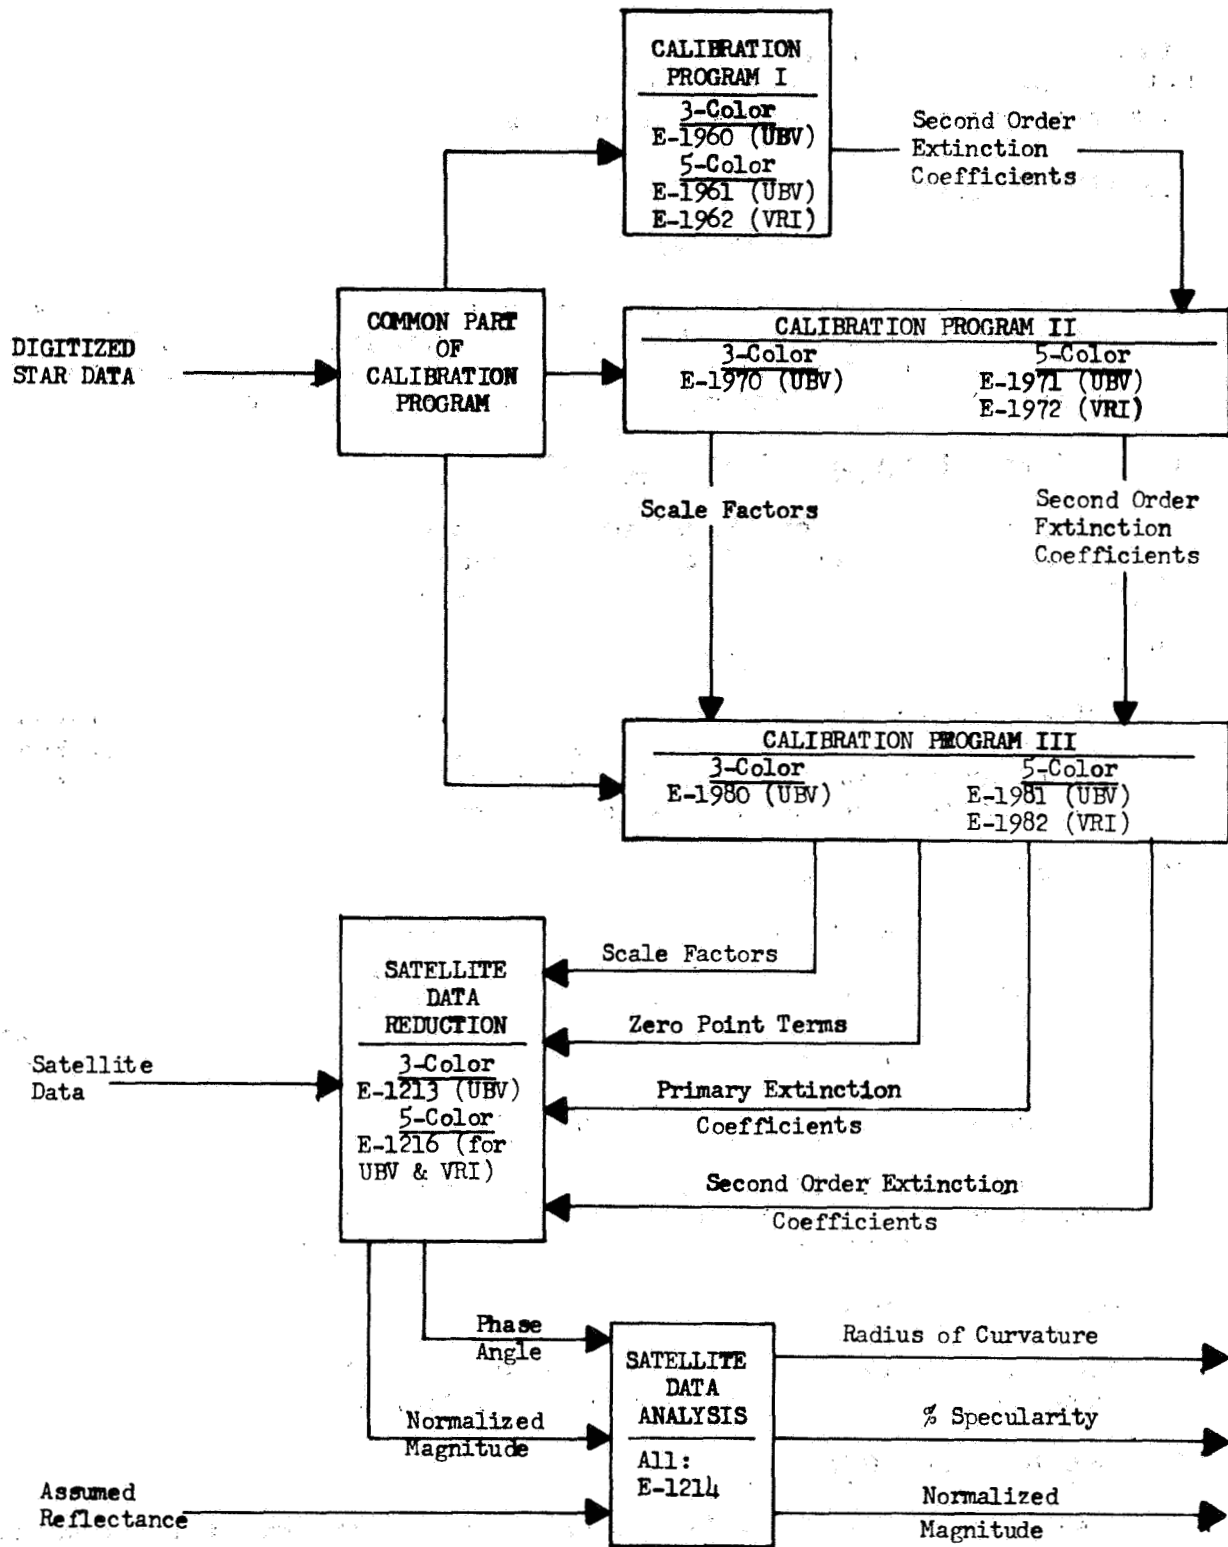 CALIBRATION
PROGRAM I
3-Color
E-1960 (UBV)
5-Color
E-1961 (UBV)
E-1962 (VRI)
Second Order
Extinction
Coefficients
DIGITIZED
STAR DATA
COMMON PART
OF
CALIBRATION
PROGRAM
CALIBRATION PROGRAM II
3-Color
E-1970 (UBV)
5-Color
E-1971 (UBV)
E-1972 (VRI)
Scale Factors
Second Order
Fxtinction
Coefficients
CALIBRATION PROGRAM III
3-Color
E-1980 (UBV)
5-Color
E-1981 (UBV)
E-1982 (VRI)
SATELLITE
DATA
REDUCTION
3-Color
E-1213 (UBV)
5-Color
E-1216 (for
UBV & VRI)
Scale Factors
Zero Point Terms
Primary Extinction
Coefficients
Second Order Extinction
Coefficients
Satellite
Data
Phase
Angle
Normalized
Magnitude
Assumed
Reflectance
SATELLITE
DATA
ANALYSIS
All:
E-1214
Radius of Curvature
% Specularity
Normalized
Magnitude